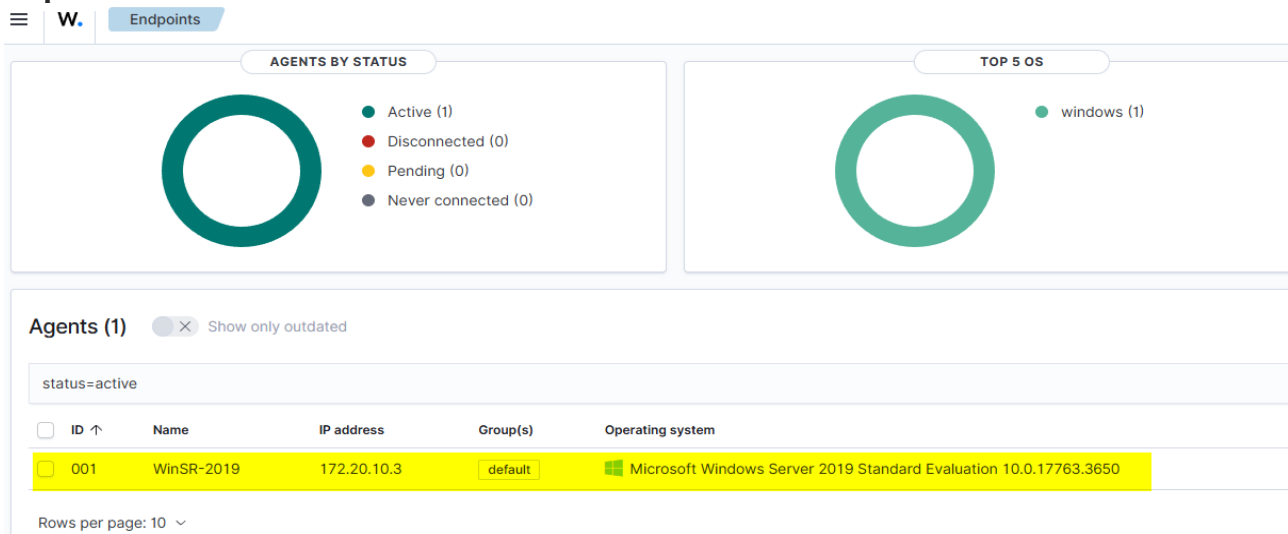 W. Endpoints
AGENTS BY STATUS
Active (1)
Disconnected (0)
Pending (0)
Never connected (0)
TOP 5 OS
windows (1)
Agents (1) Show only outdated
status=active
ID ↑ Name IP address Group(s) Operating system
001 WinSR-2019 172.20.10.3 default Microsoft Windows Server 2019 Standard Evaluation 10.0.17763.3650
Rows per page: 10